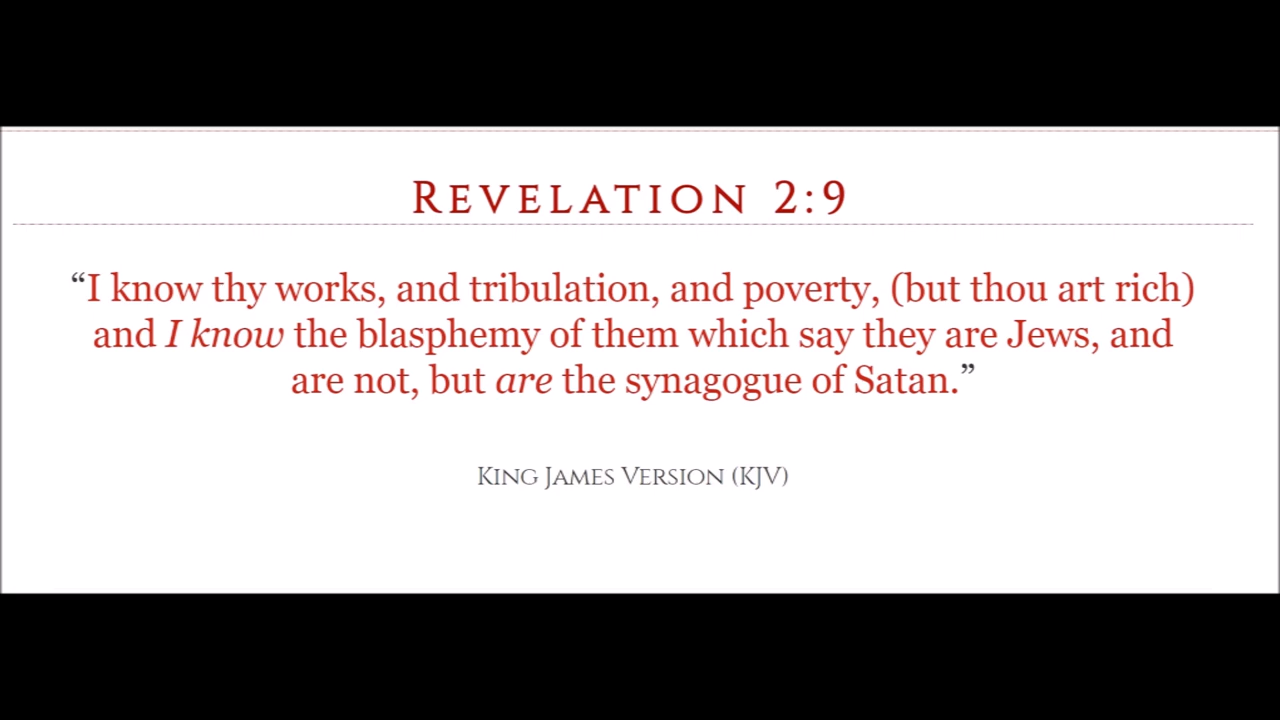 REVELATION 2:9
“I know thy works, and tribulation, and poverty, (but thou art rich)
and I know the blasphemy of them which say they are Jews, and
are not, but are the synagogue of Satan.”
KING JAMES VERSION (KJV)